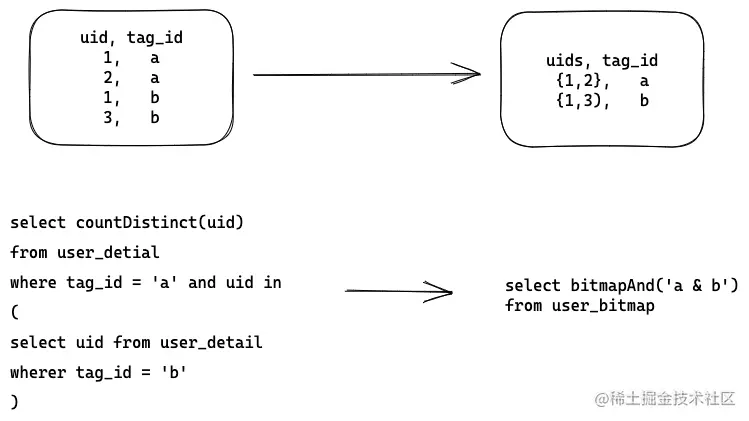 uid, tag_id
1, a
2, a
1, b
3, b
uids, tag_id
{1,2}, a
{1,3), b
select countDistinct(uid)
from user_detial
where tag_id = 'a' and uid in
(
select uid from user_detail
wherer tag_id = 'b'
)
select bitmapAnd('a & b')
from user_bitmap
@稀土掘金技术社区